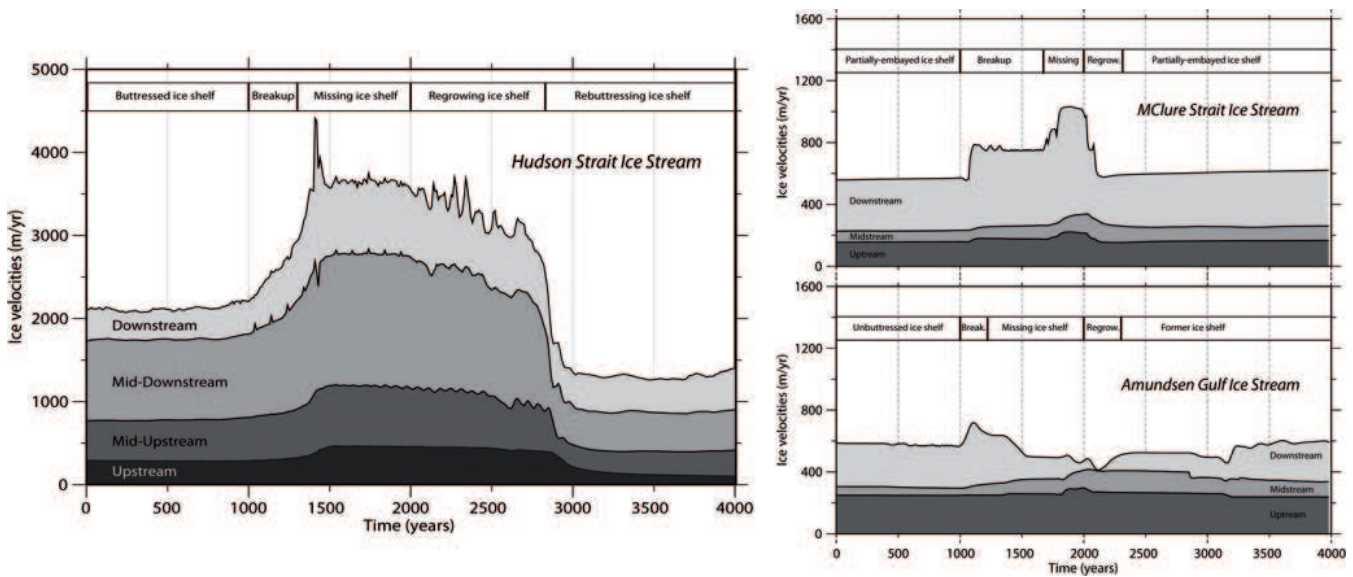 5000
4000
3000
2000
1000
0
Ice velocities (m/yr)
Buttressed ice shelf Breakup Missing ice shelf Regrowing ice shelf Rebuttressing ice shelf
Hudson Strait Ice Stream
Downstream
Mid-Downstream
Mid-Upstream
Upstream
0 500 1000 1500 2000 2500 3000 3500 4000
Time (years)
1600
1200
800
400
0
Ice velocities (m/yr)
Partially-embayed ice shelf Breakup Missing Regrow. Partially-embayed ice shelf
MClure Strait Ice Stream
Downstream
Midstream
Uptream
1600
1200
800
400
0
Ice velocities (m/yr)
Unbuttressed ice shelf Break. Missing ice shelf Regrow. Former ice shelf
Amundsen Gulf Ice Stream
Downstream
Midstream
Uptream
0 500 1000 1500 2000 2500 3000 3500 4000
Time (years)